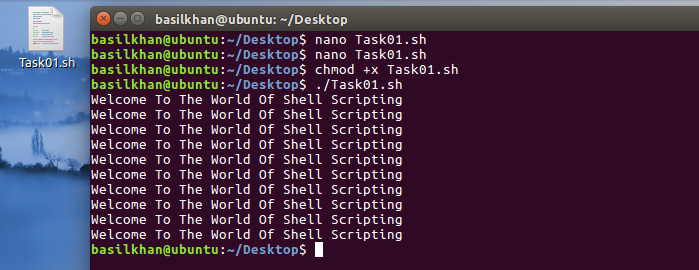 basilkhan@ubuntu: ~/Desktop
Task01.sh
basilkhan@ubuntu:~/Desktop$ nano Task01.sh
basilkhan@ubuntu:~/Desktop$ nano Task01.sh
basilkhan@ubuntu:~/Desktop$ chmod +x Task01.sh
basilkhan@ubuntu:~/Desktop$ ./Task01.sh
Welcome To The World Of Shell Scripting
Welcome To The World Of Shell Scripting
Welcome To The World Of Shell Scripting
Welcome To The World Of Shell Scripting
Welcome To The World Of Shell Scripting
Welcome To The World Of Shell Scripting
Welcome To The World Of Shell Scripting
Welcome To The World Of Shell Scripting
Welcome To The World Of Shell Scripting
Welcome To The World Of Shell Scripting
basilkhan@ubuntu:~/Desktop$